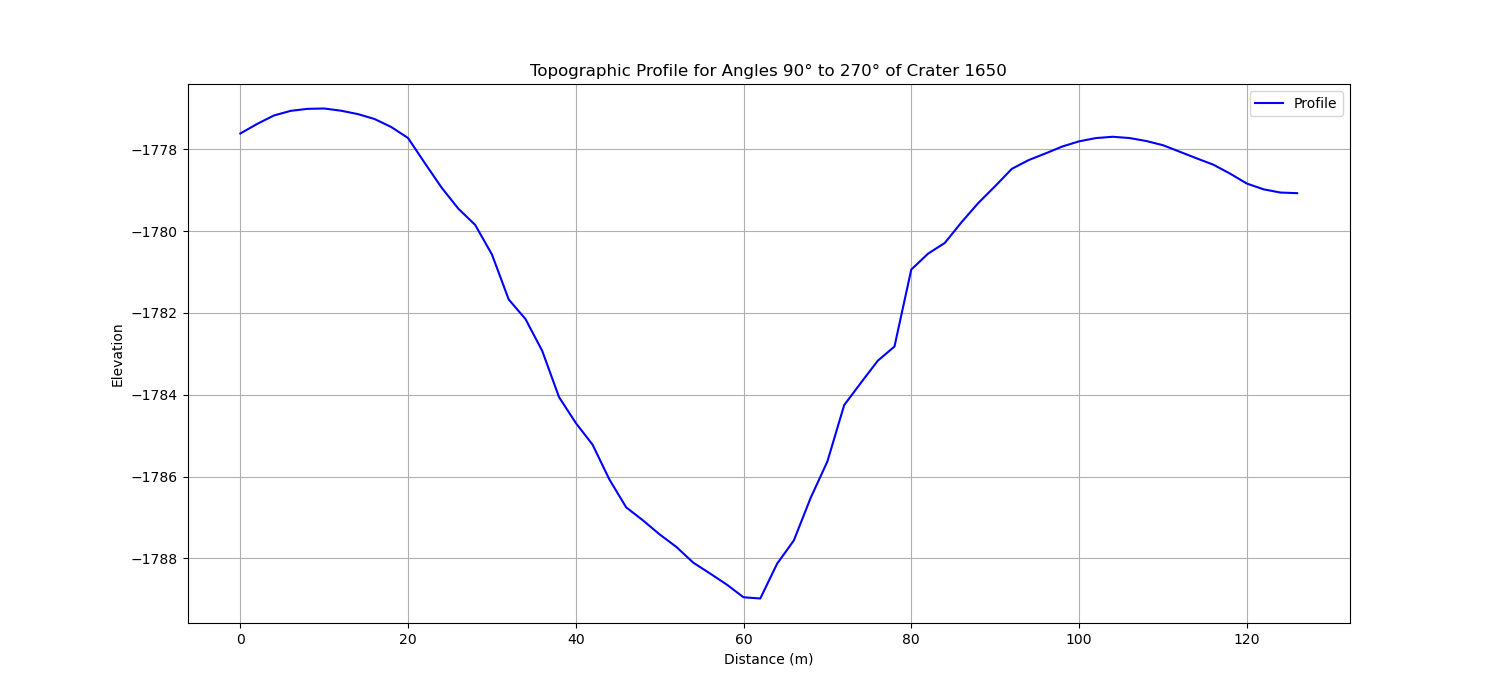 Topographic Profile for Angles 90° to 270° of Crater 1650
Profile
−1778
−1780
−1782
−1784
−1786
−1788
Elevation
0 20 40 60 80 100 120
Distance (m)